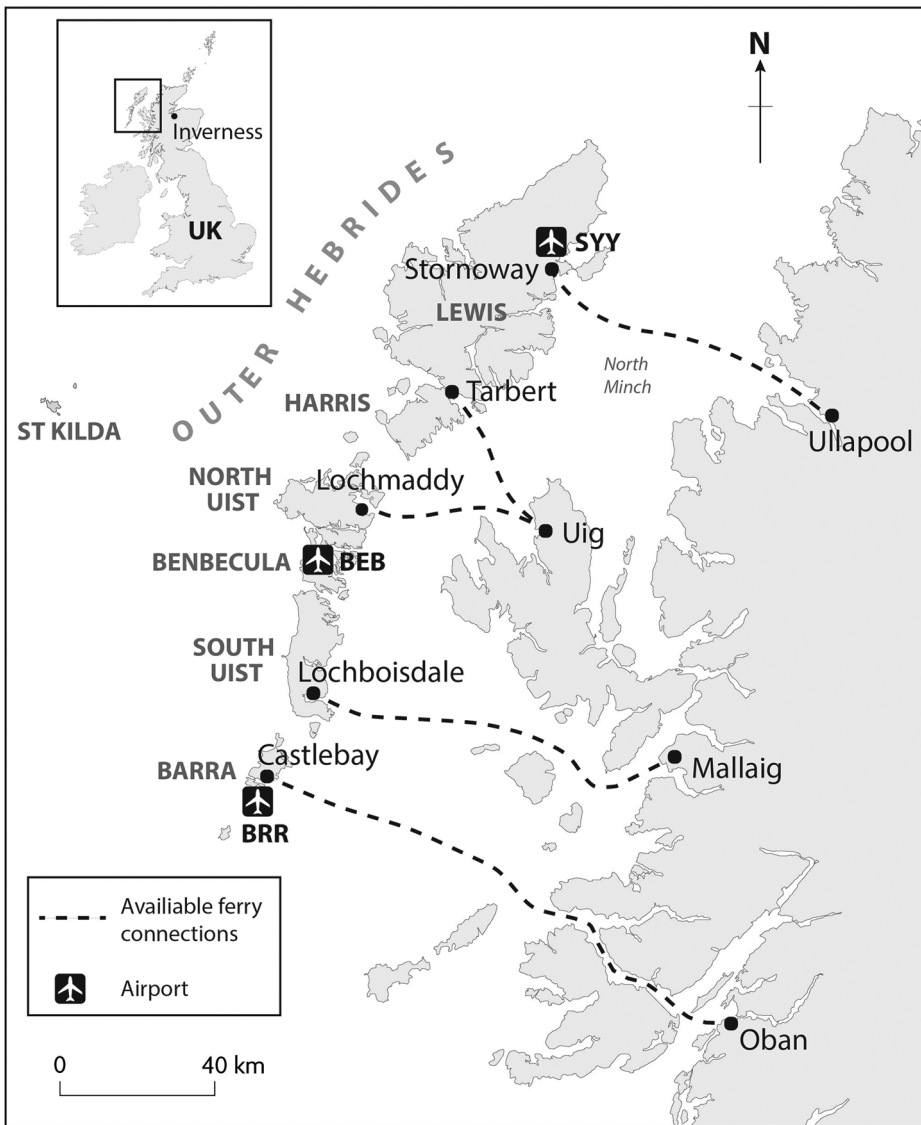 Inverness
UK
N
OUTER HEBRIDES
SYY
Stornoway
LEWIS
North
Minch
Tarbert
HARRIS
ST KILDA
Ullapool
NORTH
UIST
Lochmaddy
Uig
BENBECULA
BEB
SOUTH
UIST
Lochboisdale
Castlebay
BARRA
Mallaig
BRR
Availiable ferry
connections
Airport
Oban
0 40 km